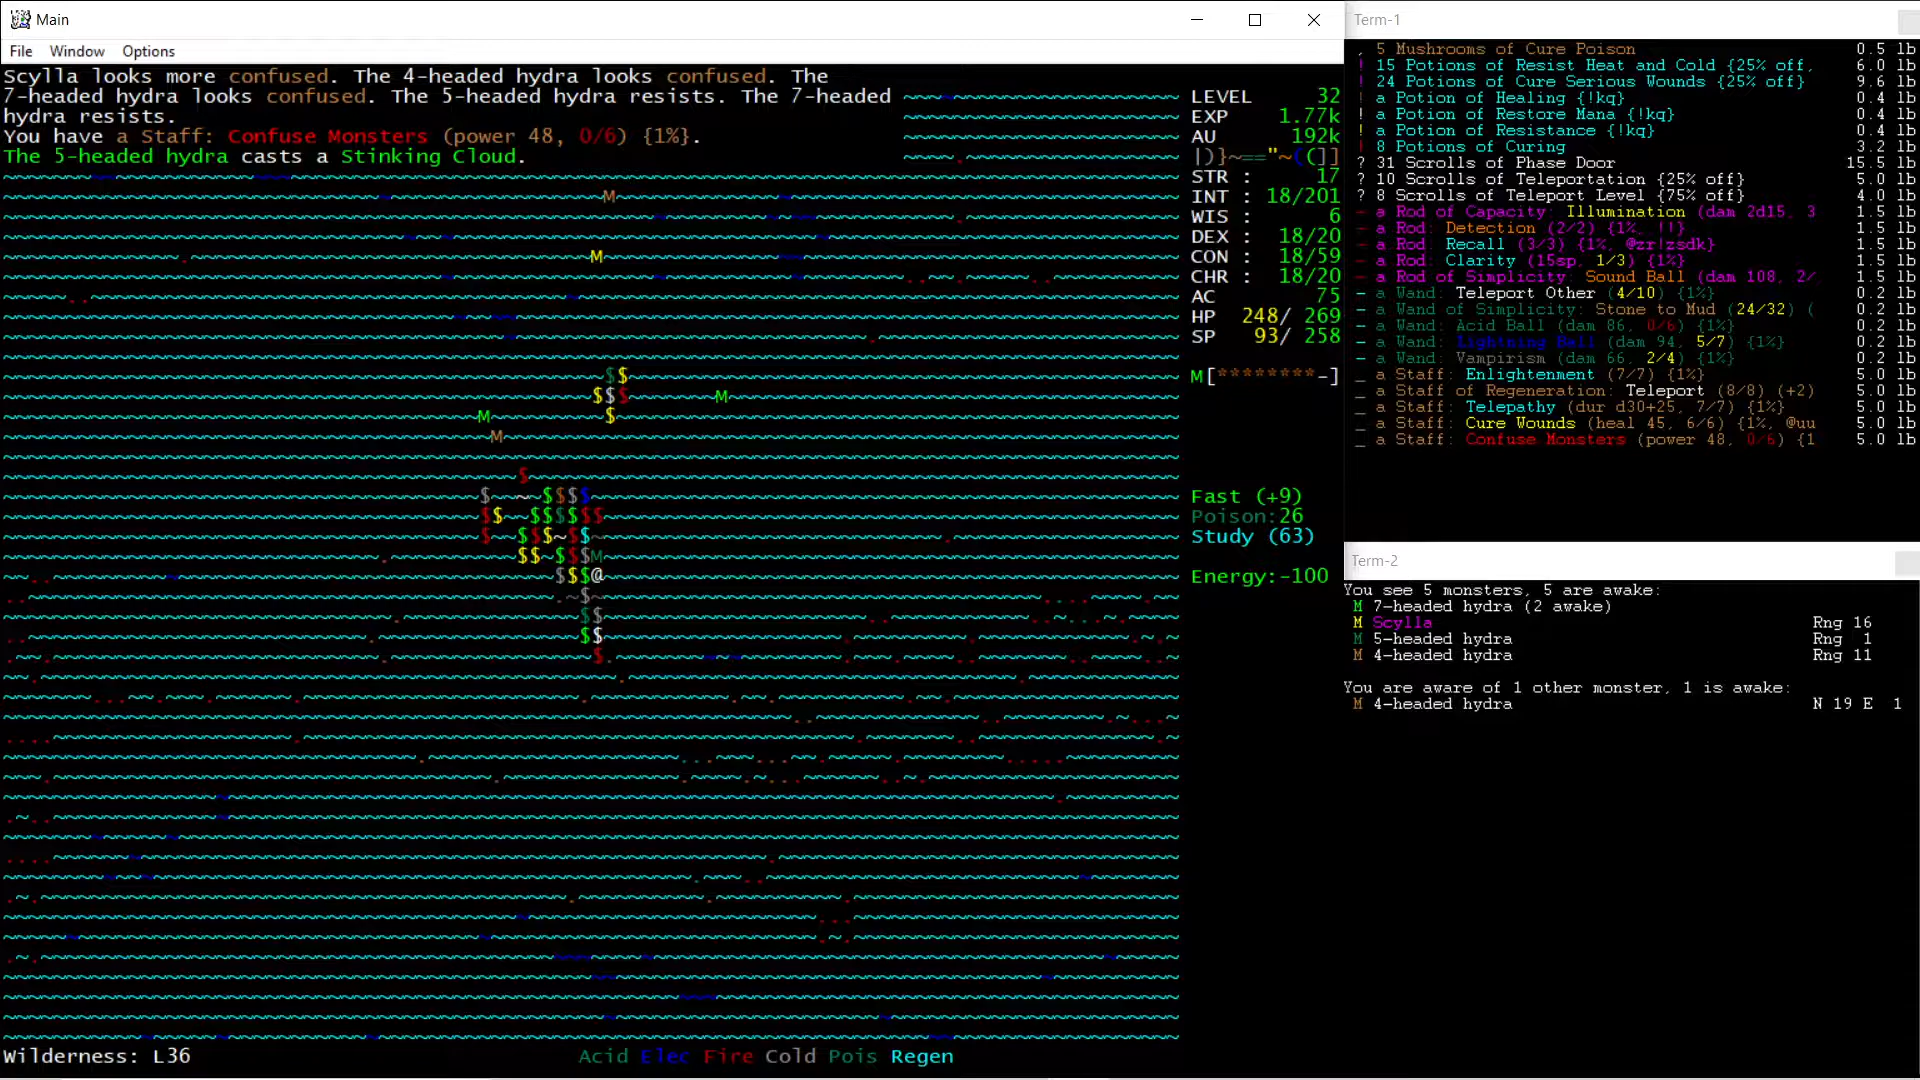 Main
File Window Options
Scylla looks more confused. The 4-headed hydra looks confused. The
7-headed hydra looks confused. The 5-headed hydra resists. The 7-headed
hydra resists.
You have a Staff: Confuse Monsters (power 48, 0/6) {1%}.
The 5-headed hydra casts a Stinking Cloud.
LEVEL 32
EXP 1.77k
AU 192k
|)}~=="~((]]
STR : 17
INT : 18/201
WIS : 6
DEX : 18/20
CON : 18/59
CHR : 18/20
AC 75
HP 248/ 269
SP 93/ 258
M[********-]
Fast (+9)
Poison:26
Study (63)
Energy:-100
Wilderness: L36
Acid Elec Fire Cold Pois Regen
Term-1
, 5 Mushrooms of Cure Poison 0.5 lb
! 15 Potions of Resist Heat and Cold {25% off, 6.0 lb
! 24 Potions of Cure Serious Wounds {25% off} 9.6 lb
! a Potion of Healing {!kq} 0.4 lb
! a Potion of Restore Mana {!kq} 0.4 lb
! a Potion of Resistance {!kq} 0.4 lb
! 8 Potions of Curing 3.2 lb
? 31 Scrolls of Phase Door 15.5 lb
? 10 Scrolls of Teleportation {25% off} 5.0 lb
? 8 Scrolls of Teleport Level {75% off} 4.0 lb
- a Rod of Capacity: Illumination (dam 2d15, 3 1.5 lb
- a Rod: Detection (2/2) {1%, !!} 1.5 lb
- a Rod: Recall (3/3) {1%, @zr!zsdk} 1.5 lb
- a Rod: Clarity (15sp, 1/3) {1%} 1.5 lb
- a Rod of Simplicity: Sound Ball (dam 108, 2/ 1.5 lb
- a Wand: Teleport Other (4/10) {1%} 0.2 lb
- a Wand of Simplicity: Stone to Mud (24/32) ( 0.2 lb
- a Wand: Acid Ball (dam 86, 0/6) {1%} 0.2 lb
- a Wand: Lightning Ball (dam 94, 5/7) {1%} 0.2 lb
- a Wand: Vampirism (dam 66, 2/4) {1%} 0.2 lb
_ a Staff: Enlightenment (7/7) {1%} 5.0 lb
_ a Staff of Regeneration: Teleport (8/8) (+2) 5.0 lb
_ a Staff: Telepathy (dur d30+25, 7/7) {1%} 5.0 lb
_ a Staff: Cure Wounds (heal 45, 6/6) {1%, @uu 5.0 lb
_ a Staff: Confuse Monsters (power 48, 0/6) {1 5.0 lb
Term-2
You see 5 monsters, 5 are awake:
M 7-headed hydra (2 awake)
M Scylla Rng 16
M 5-headed hydra Rng 1
M 4-headed hydra Rng 11
You are aware of 1 other monster, 1 is awake:
M 4-headed hydra N 19 E 1